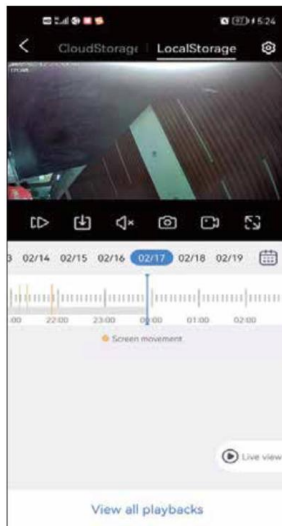 5:24
CloudStorage LocalStorage
02/14 02/15 02/16 02/17 02/18 02/19
:00 22:00 23:00 00:00 01:00 02:00
Screen movement
Live view
View all playbacks